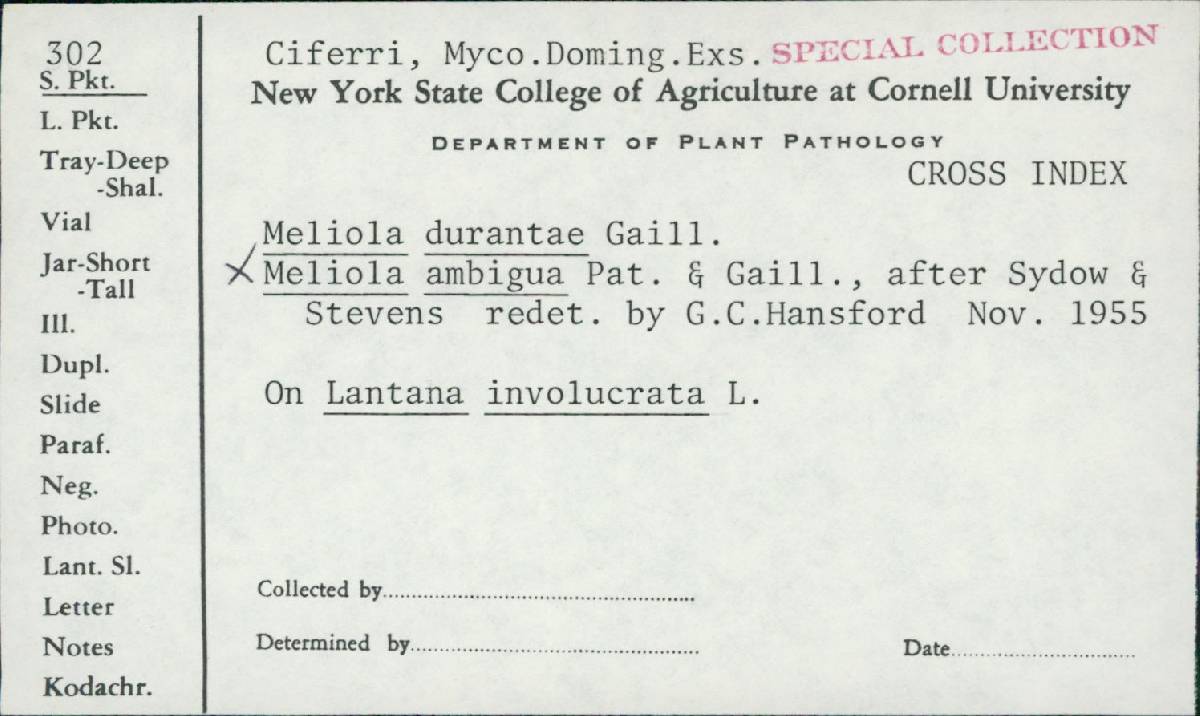 302
S. Pkt.
L. Pkt.
Tray-Deep
-Shal.
Vial
Jar-Short
-Tall
Ill.
Dupl.
Slide
Paraf.
Neg.
Photo.
Lant. Sl.
Letter
Notes
Kodachr.
Ciferri, Myco.Doming.Exs. SPECIAL COLLECTION
New York State College of Agriculture at Cornell University
DEPARTMENT OF PLANT PATHOLOGY
CROSS INDEX
Meliola durantae Gaill.
X Meliola ambigua Pat. & Gaill., after Sydow &
Stevens redet. by G.C.Hansford Nov. 1955
On Lantana involucrata L.
Collected by
Determined by Date